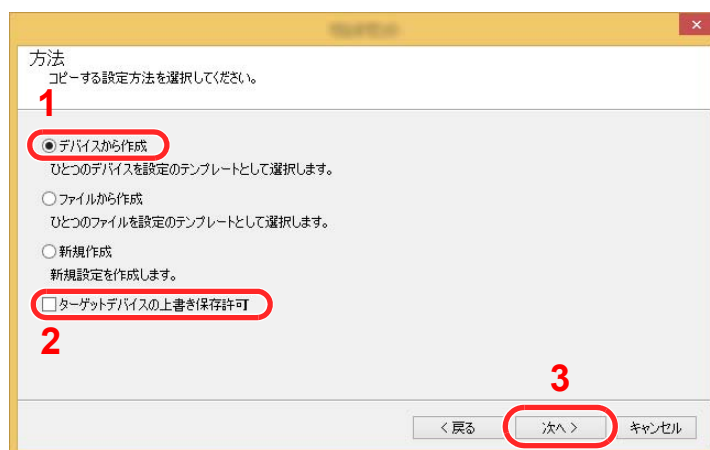 方法
コピーする設定方法を選択してください。
1
デバイスから作成
ひとつのデバイスを設定のテンプレートとして選択します。
ファイルから作成
ひとつのファイルを設定のテンプレートとして選択します。
新規作成
新規設定を作成します。
ターゲットデバイスの上書き保存許可
2
3
< 戻る 次へ > キャンセル